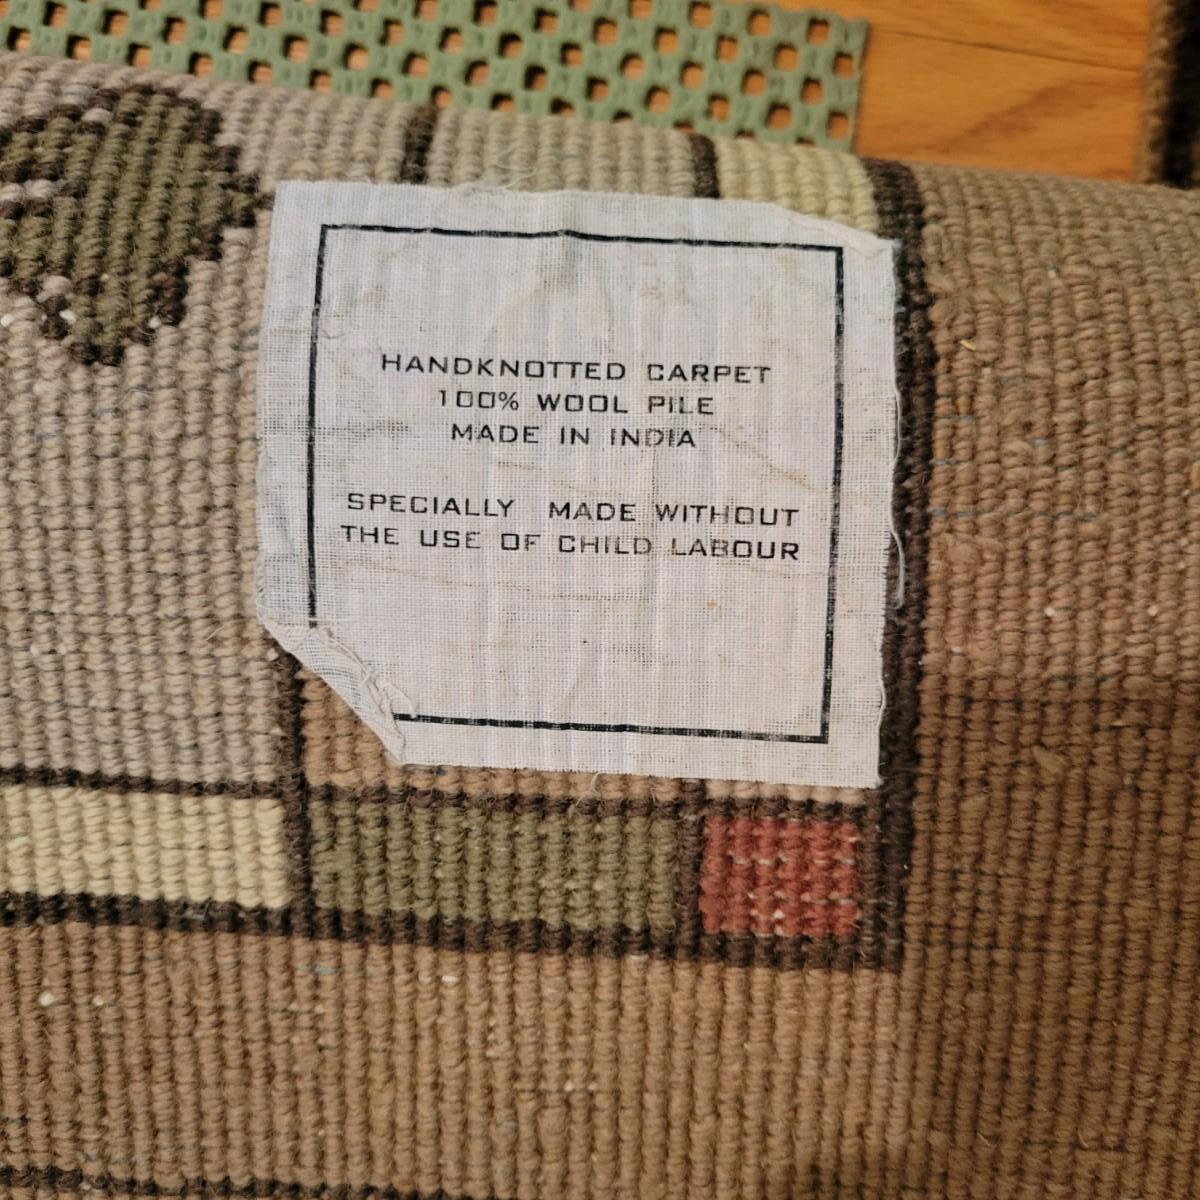 HANDKNOTTED CARPET
100% WOOL PILE
MADE IN INDIA
SPECIALLY MADE WITHOUT
THE USE OF CHILD LABOUR